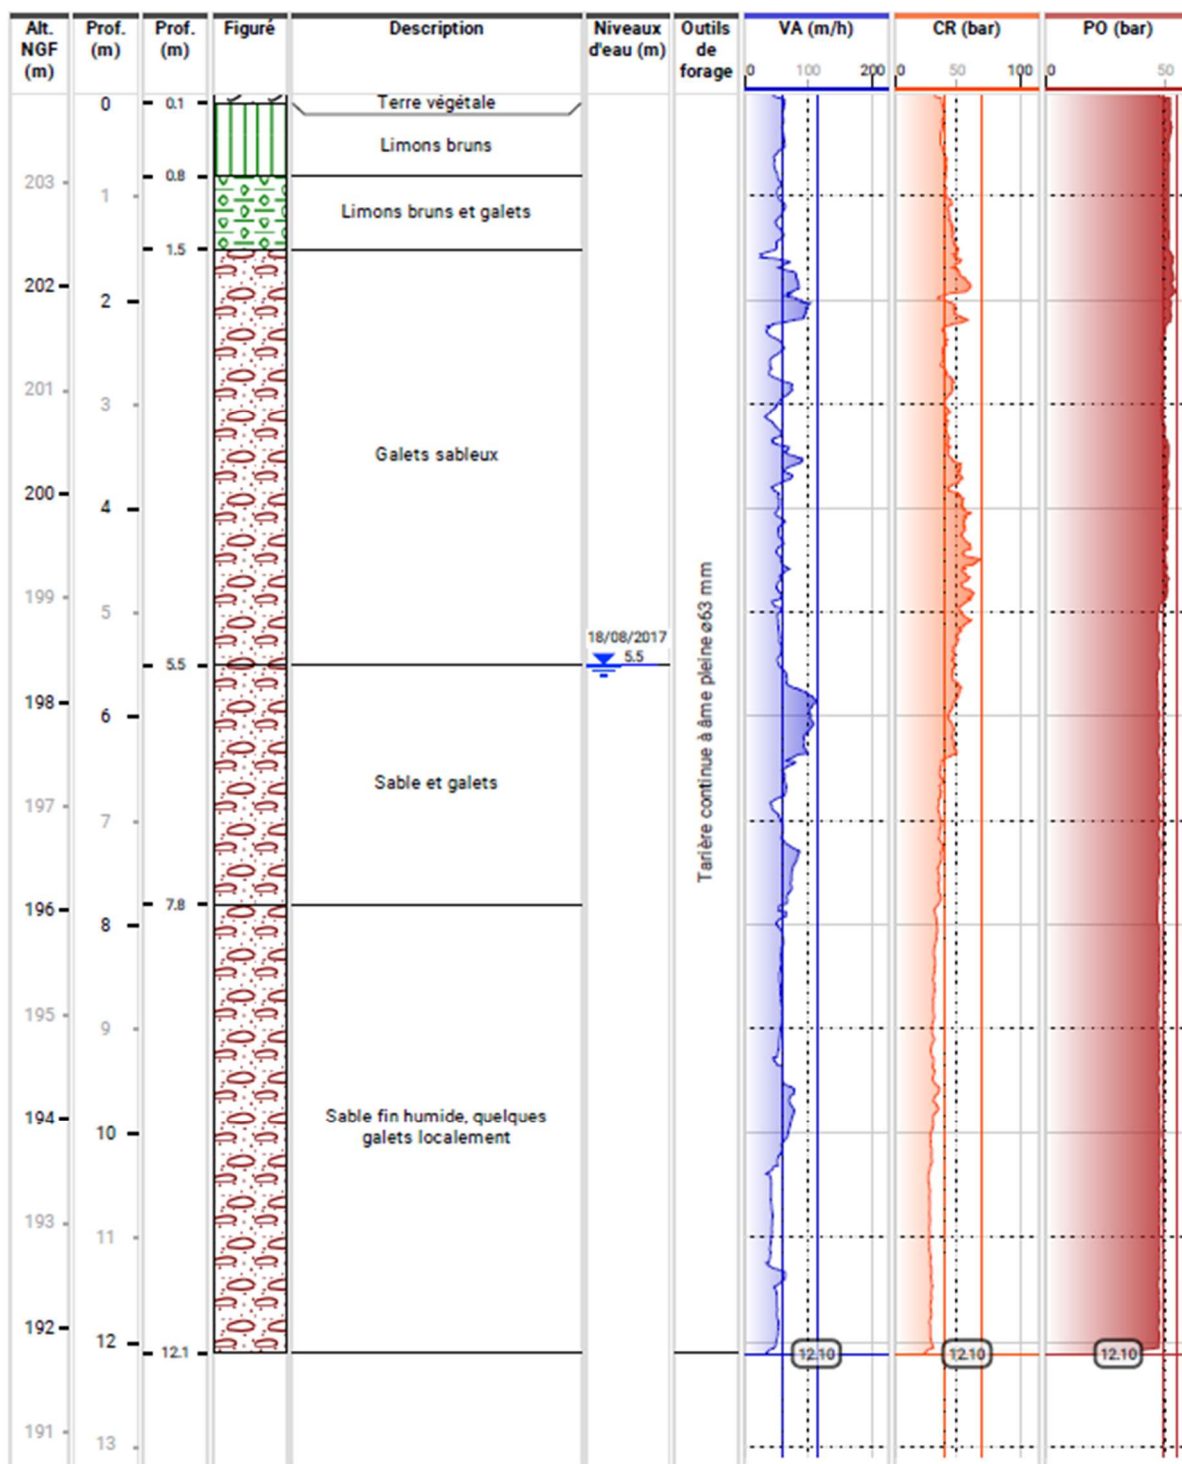 Alt.
NGF
(m)
Prof.
(m)
Prof.
(m)
Figuré
Description
Niveaux
d'eau (m)
Outils
de
forage
VA (m/h)
CR (bar)
PO (bar)
0 100 200
0 50 100
0 50
0 0.1 Terre végétale
Limons bruns
0.8
203
1
Limons bruns et galets
1.5
202
2
201
3
Galets sableux
200
4
199
5
18/08/2017
5.5
5.5
198
6
Sable et galets
197
7
Tarière continue à âme pleine ø63 mm
7.8
196
8
195
9
194
Sable fin humide, quelques
10
galets localement
193
11
192
12
12.1
12.10
12.10
12.10
191
13